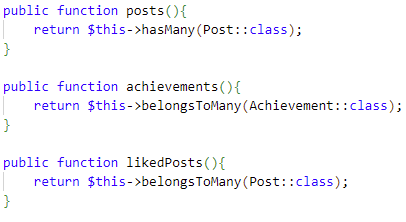 public function posts(){
    return $this->hasMany(Post::class);
}

public function achievements(){
    return $this->belongsToMany(Achievement::class);
}

public function likedPosts(){
    return $this->belongsToMany(Post::class);
}